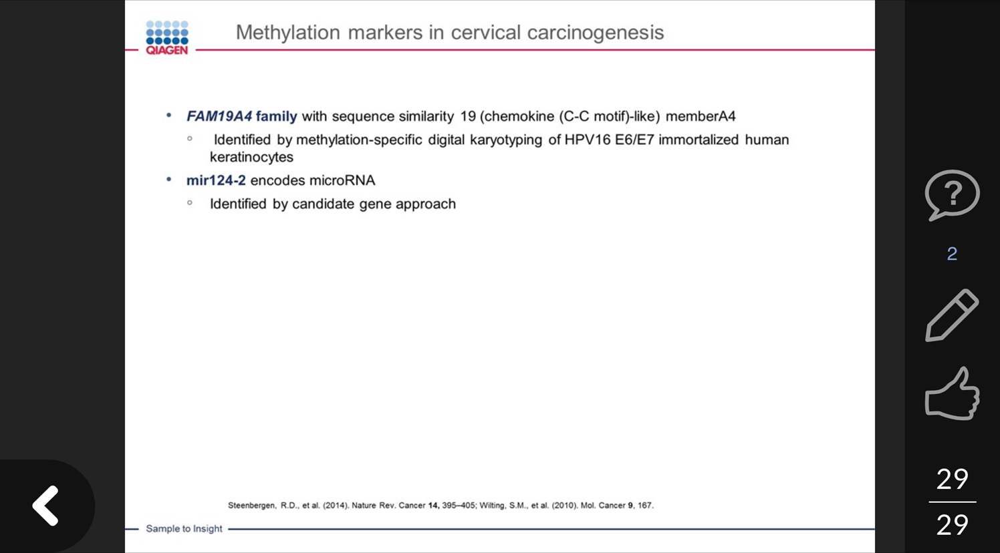 QIAGEN
Methylation markers in cervical carcinogenesis
• FAM19A4 family with sequence similarity 19 (chemokine (C-C motif)-like) memberA4
◦ Identified by methylation-specific digital karyotyping of HPV16 E6/E7 immortalized human
keratinocytes
• mir124-2 encodes microRNA
◦ Identified by candidate gene approach
Steenbergen, R.D., et al. (2014). Nature Rev. Cancer 14, 395–405; Wilting, S.M., et al. (2010). Mol. Cancer 9, 167.
Sample to Insight
?
2
29
29